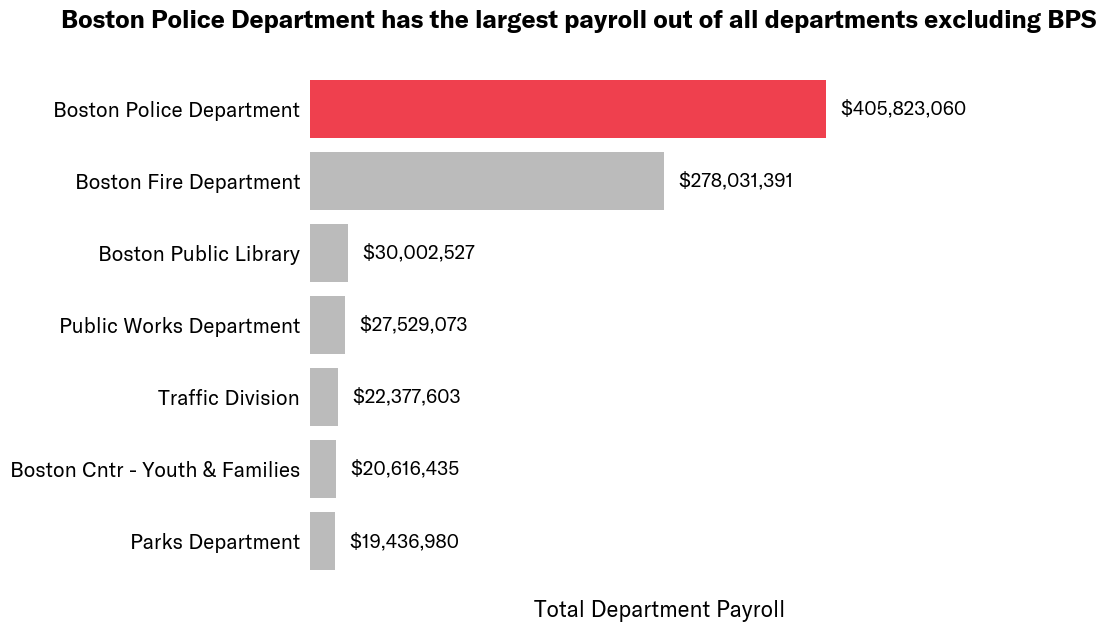 Boston Police Department has the largest payroll out of all departments excluding BPS
Boston Police Department $405,823,060
Boston Fire Department $278,031,391
Boston Public Library $30,002,527
Public Works Department $27,529,073
Traffic Division $22,377,603
Boston Cntr - Youth & Families $20,616,435
Parks Department $19,436,980
Total Department Payroll